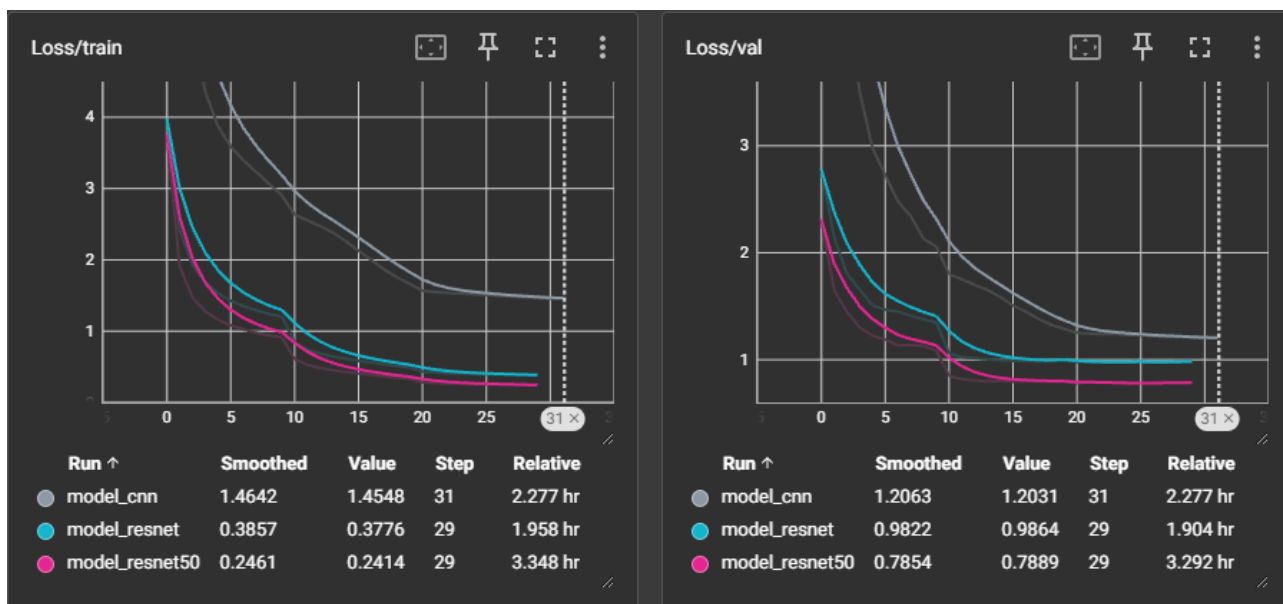 Loss/train
4
3
2
1
0
5 0 5 10 15 20 25 31 × 3
Run ↑ Smoothed Value Step Relative
model_cnn 1.4642 1.4548 31 2.277 hr
model_resnet 0.3857 0.3776 29 1.958 hr
model_resnet50 0.2461 0.2414 29 3.348 hr
Loss/val
3
2
1
5 0 5 10 15 20 25 31 × 3
Run ↑ Smoothed Value Step Relative
model_cnn 1.2063 1.2031 31 2.277 hr
model_resnet 0.9822 0.9864 29 1.904 hr
model_resnet50 0.7854 0.7889 29 3.292 hr